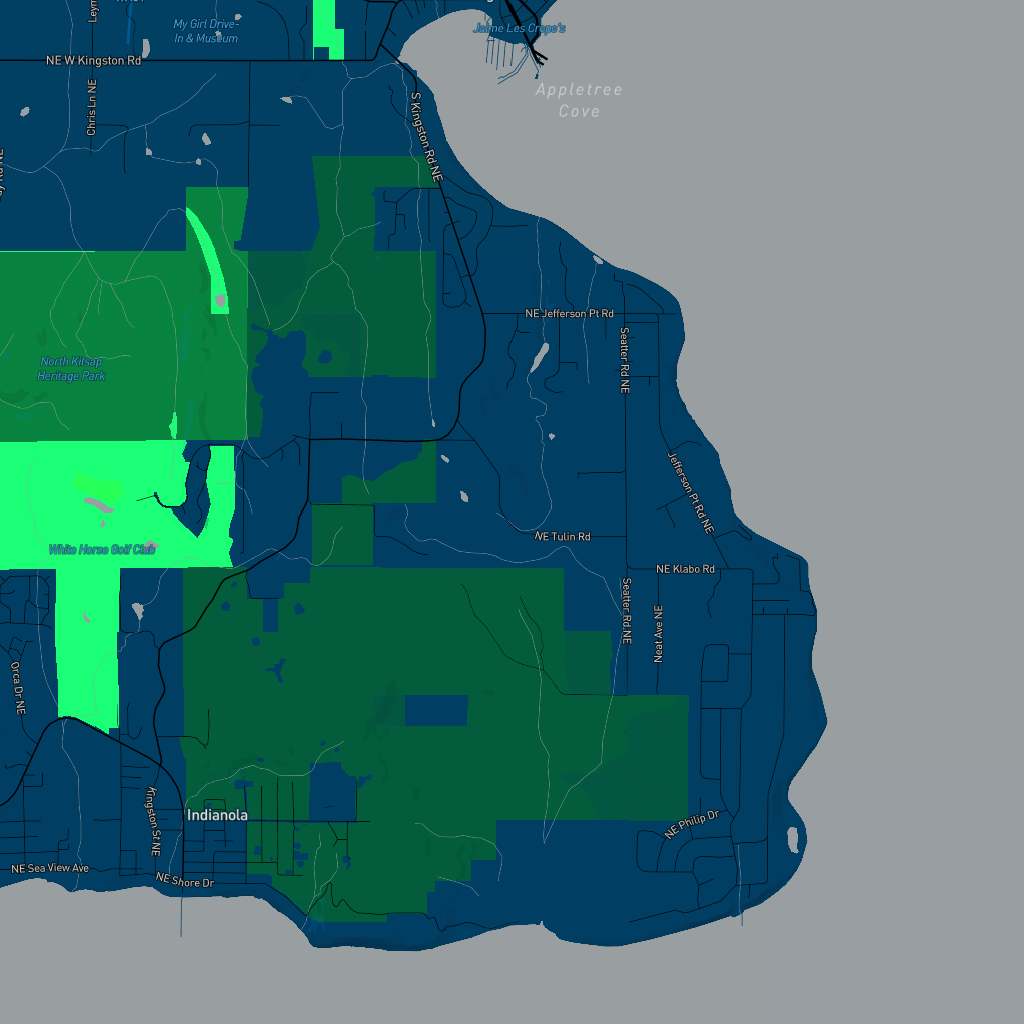 My Girl Drive-
In & Museum
Jaime Les Crepe's
NE W Kingston Rd
Chris Ln NE
S Kingston Rd NE
Appletree
Cove
NE Jefferson Pt Rd
Seatter Rd NE
North Kitsap
Heritage Park
Jefferson Pt Rd NE
White Horse Golf Club
NE Tulin Rd
NE Klabo Rd
Seatter Rd NE
Neat Ave NE
Orca Dr NE
Indianola
Kingston St NE
NE Philip Dr
NE Sea View Ave
NE Shore Dr